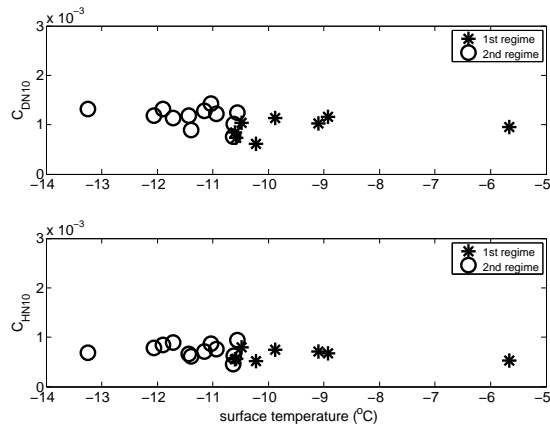 3 x 10⁻³
1st regime
2nd regime
2
1
0
C_DN10
−14 −13 −12 −11 −10 −9 −8 −7 −6 −5
3 x 10⁻³
1st regime
2nd regime
2
1
0
C_HN10
−14 −13 −12 −11 −10 −9 −8 −7 −6 −5
surface temperature (°C)